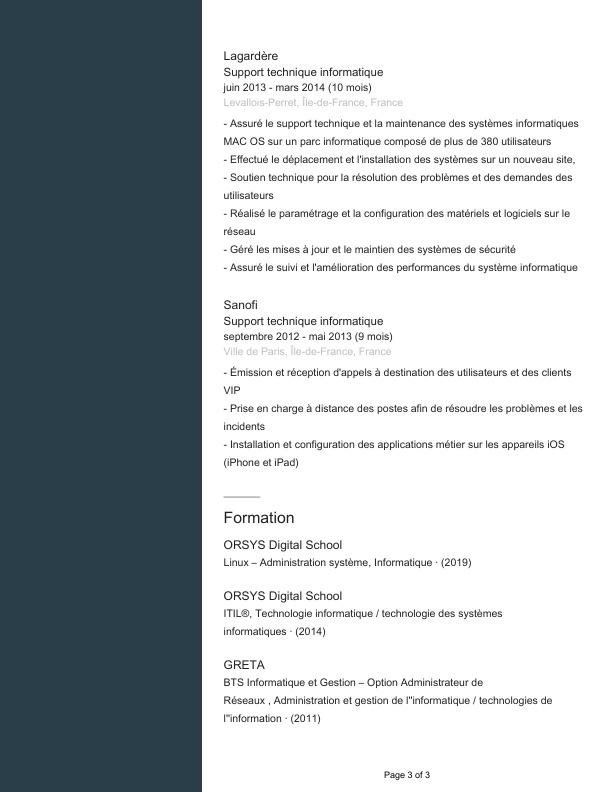 Lagardère
Support technique informatique
juin 2013 - mars 2014 (10 mois)
Levallois-Perret, Île-de-France, France
- Assuré le support technique et la maintenance des systèmes informatiques
MAC OS sur un parc informatique composé de plus de 380 utilisateurs
- Effectué le déplacement et l'installation des systèmes sur un nouveau site,
- Soutien technique pour la résolution des problèmes et des demandes des
utilisateurs
- Réalisé le paramétrage et la configuration des matériels et logiciels sur le
réseau
- Géré les mises à jour et le maintien des systèmes de sécurité
- Assuré le suivi et l'amélioration des performances du système informatique
Sanofi
Support technique informatique
septembre 2012 - mai 2013 (9 mois)
Ville de Paris, Île-de-France, France
- Émission et réception d'appels à destination des utilisateurs et des clients
VIP
- Prise en charge à distance des postes afin de résoudre les problèmes et les
incidents
- Installation et configuration des applications métier sur les appareils iOS
(iPhone et iPad)
Formation
ORSYS Digital School
Linux – Administration système, Informatique · (2019)
ORSYS Digital School
ITIL®, Technologie informatique / technologie des systèmes
informatiques · (2014)
GRETA
BTS Informatique et Gestion – Option Administrateur de
Réseaux , Administration et gestion de l''informatique / technologies de
l''information · (2011)
Page 3 of 3